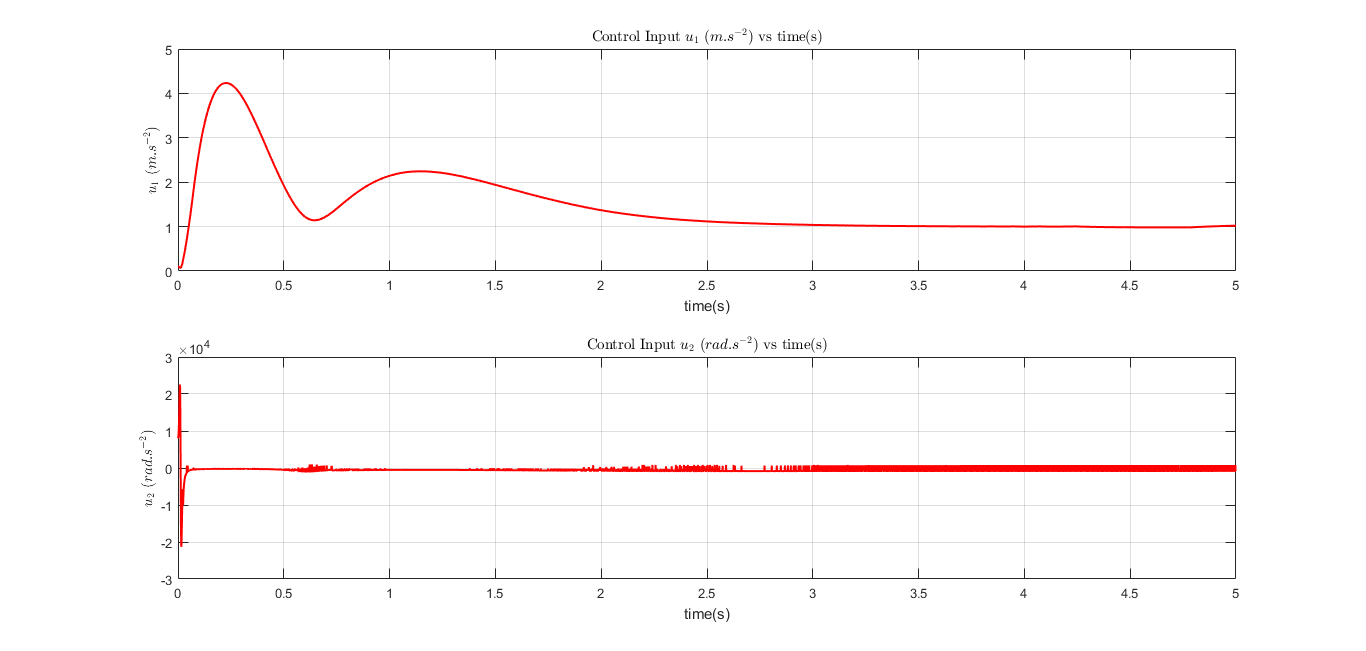 Control Input u₁ (m.s⁻²) vs time(s)
u₁ (m.s⁻²)
5
4
3
2
1
0
0 0.5 1 1.5 2 2.5 3 3.5 4 4.5 5
time(s)
Control Input u₂ (rad.s⁻²) vs time(s)
×10⁴
u₂ (rad.s⁻²)
3
2
1
0
-1
-2
-3
0 0.5 1 1.5 2 2.5 3 3.5 4 4.5 5
time(s)